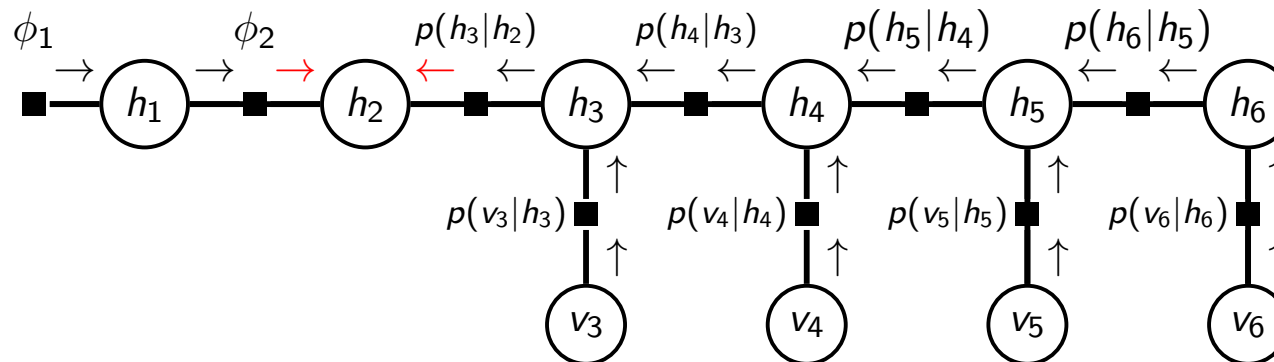 ϕ₁ ϕ₂ p(h₃|h₂) p(h₄|h₃) p(h₅|h₄) p(h₆|h₅)
h₁ h₂ h₃ h₄ h₅ h₆
p(v₃|h₃) p(v₄|h₄) p(v₅|h₅) p(v₆|h₆)
v₃ v₄ v₅ v₆